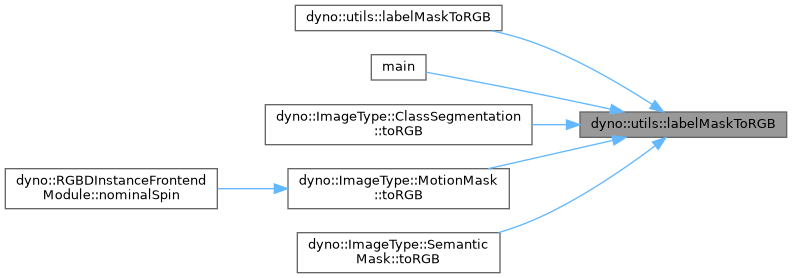 dyno::utils::labelMaskToRGB
main
dyno::ImageType::ClassSegmentation
::toRGB
dyno::utils::labelMaskToRGB
dyno::RGBDInstanceFrontend
Module::nominalSpin
dyno::ImageType::MotionMask
::toRGB
dyno::ImageType::Semantic
Mask::toRGB